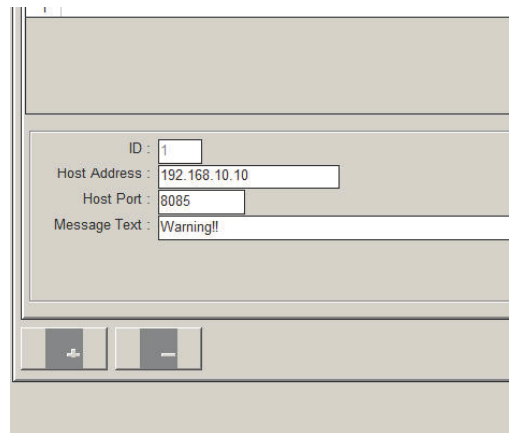 ID : 1
Host Address : 192.168.10.10
Host Port : 8085
Message Text : Warning!!
+ −